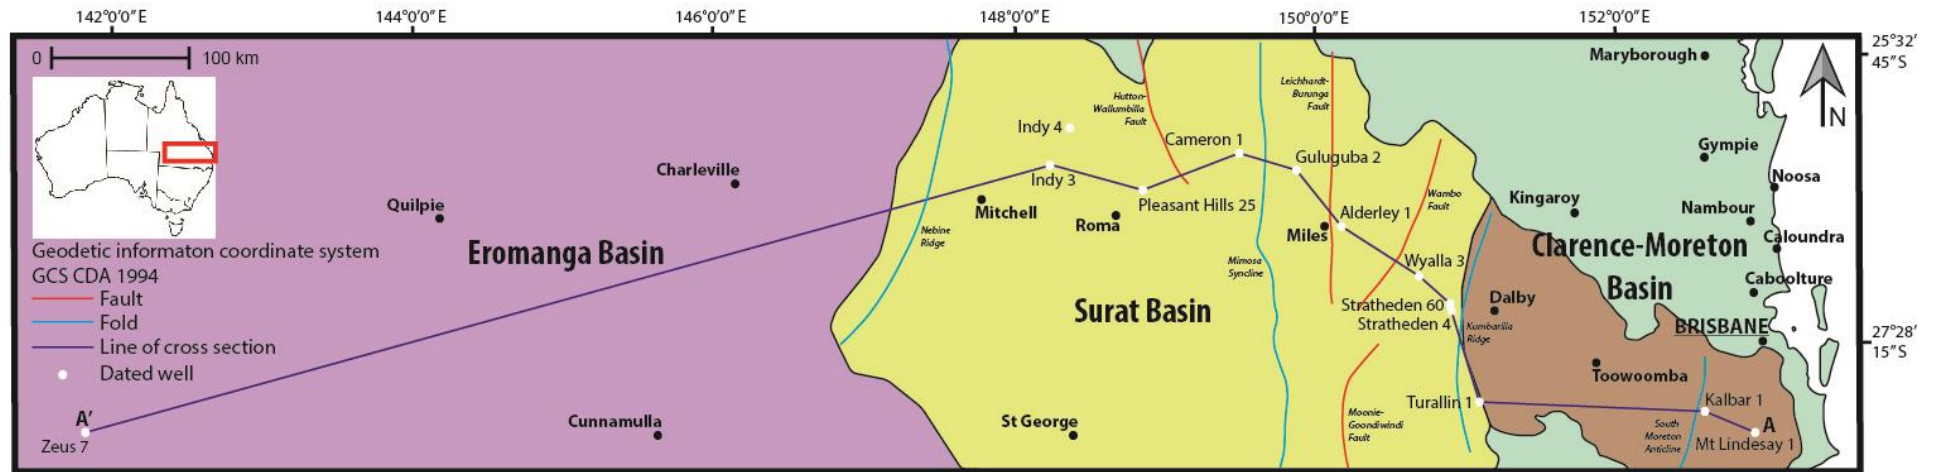 142°0'0"E
144°0'0"E
146°0'0"E
148°0'0"E
150°0'0"E
152°0'0"E
25°32'
45"S
27°28'
15"S
0
100 km
N
Geodetic informaton coordinate system
GCS CDA 1994
Fault
Fold
Line of cross section
Dated well
A'
Zeus 7
Quilpie
Charleville
Eromanga Basin
Cunnamulla
Nebine
Ridge
Indy 4
Indy 3
Mitchell
Roma
St George
Hutton-
Wallumbilla
Fault
Cameron 1
Pleasant Hills 25
Surat Basin
Mimosa
Syncline
Leichhardt-
Burunga
Fault
Guluguba 2
Alderley 1
Miles
Wambo
Fault
Wyalla 3
Stratheden 60
Stratheden 4
Kumbarilla
Ridge
Moonie-
Goondiwindi
Fault
Turallin 1
Dalby
Toowoomba
Kingaroy
Clarence-Moreton
Basin
Maryborough
Gympie
Noosa
Nambour
Caloundra
Caboolture
BRISBANE
Kalbar 1
A
Mt Lindesay 1
South
Moreton
Anticline